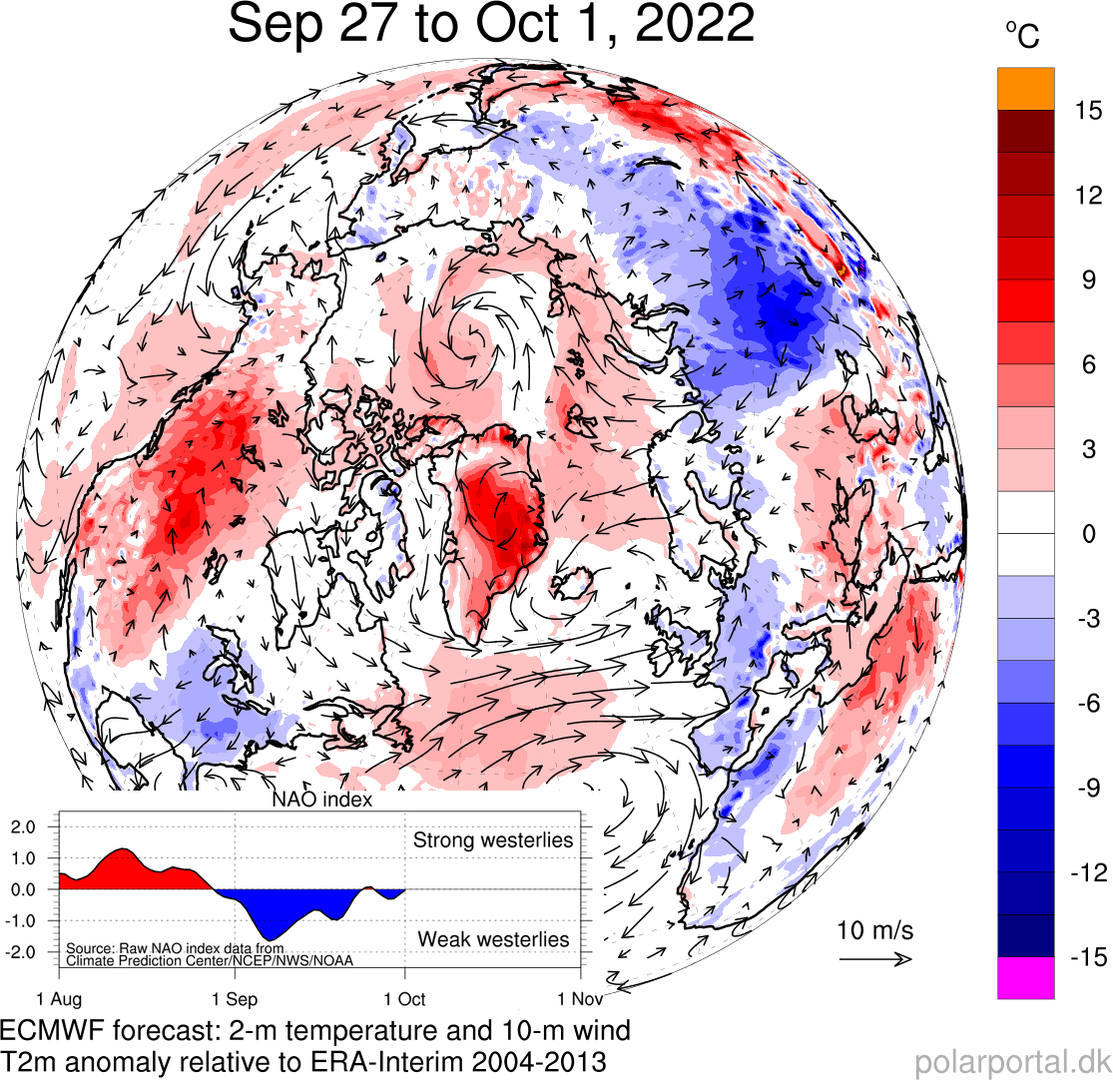 Sep 27 to Oct 1, 2022
°C
15
12
9
6
3
0
-3
-6
-9
-12
-15
NAO index
2.0
1.0
0.0
-1.0
-2.0
Strong westerlies
Weak westerlies
Source: Raw NAO index data from
Climate Prediction Center/NCEP/NWS/NOAA
1 Aug
1 Sep
1 Oct
1 Nov
10 m/s
ECMWF forecast: 2-m temperature and 10-m wind
T2m anomaly relative to ERA-Interim 2004-2013
polarportal.dk